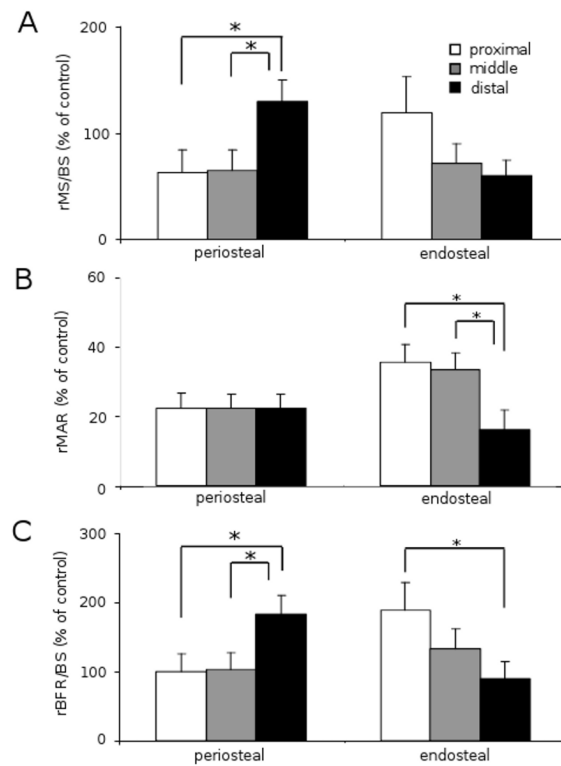 A
rMS/BS (% of control)
200
100
0
*
*
proximal
middle
distal
periosteal
endosteal
B
rMAR (% of control)
60
40
20
0
*
*
periosteal
endosteal
C
rBFR/BS (% of control)
300
200
100
0
*
*
*
periosteal
endosteal